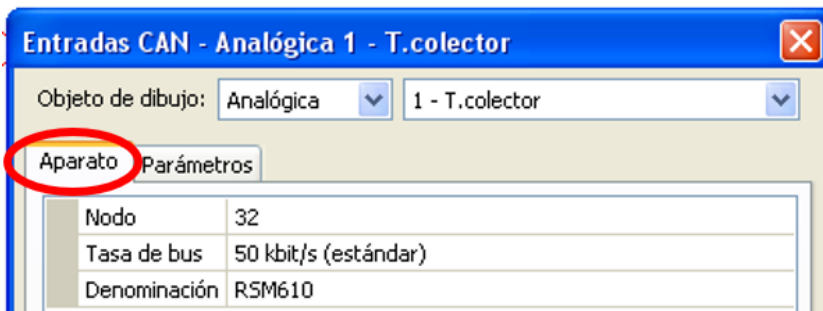 Entradas CAN - Analógica 1 - T.colector
Objeto de dibujo: Analógica 1 - T.colector
Aparato Parámetros
Nodo 32
Tasa de bus 50 kbit/s (estándar)
Denominación RSM610